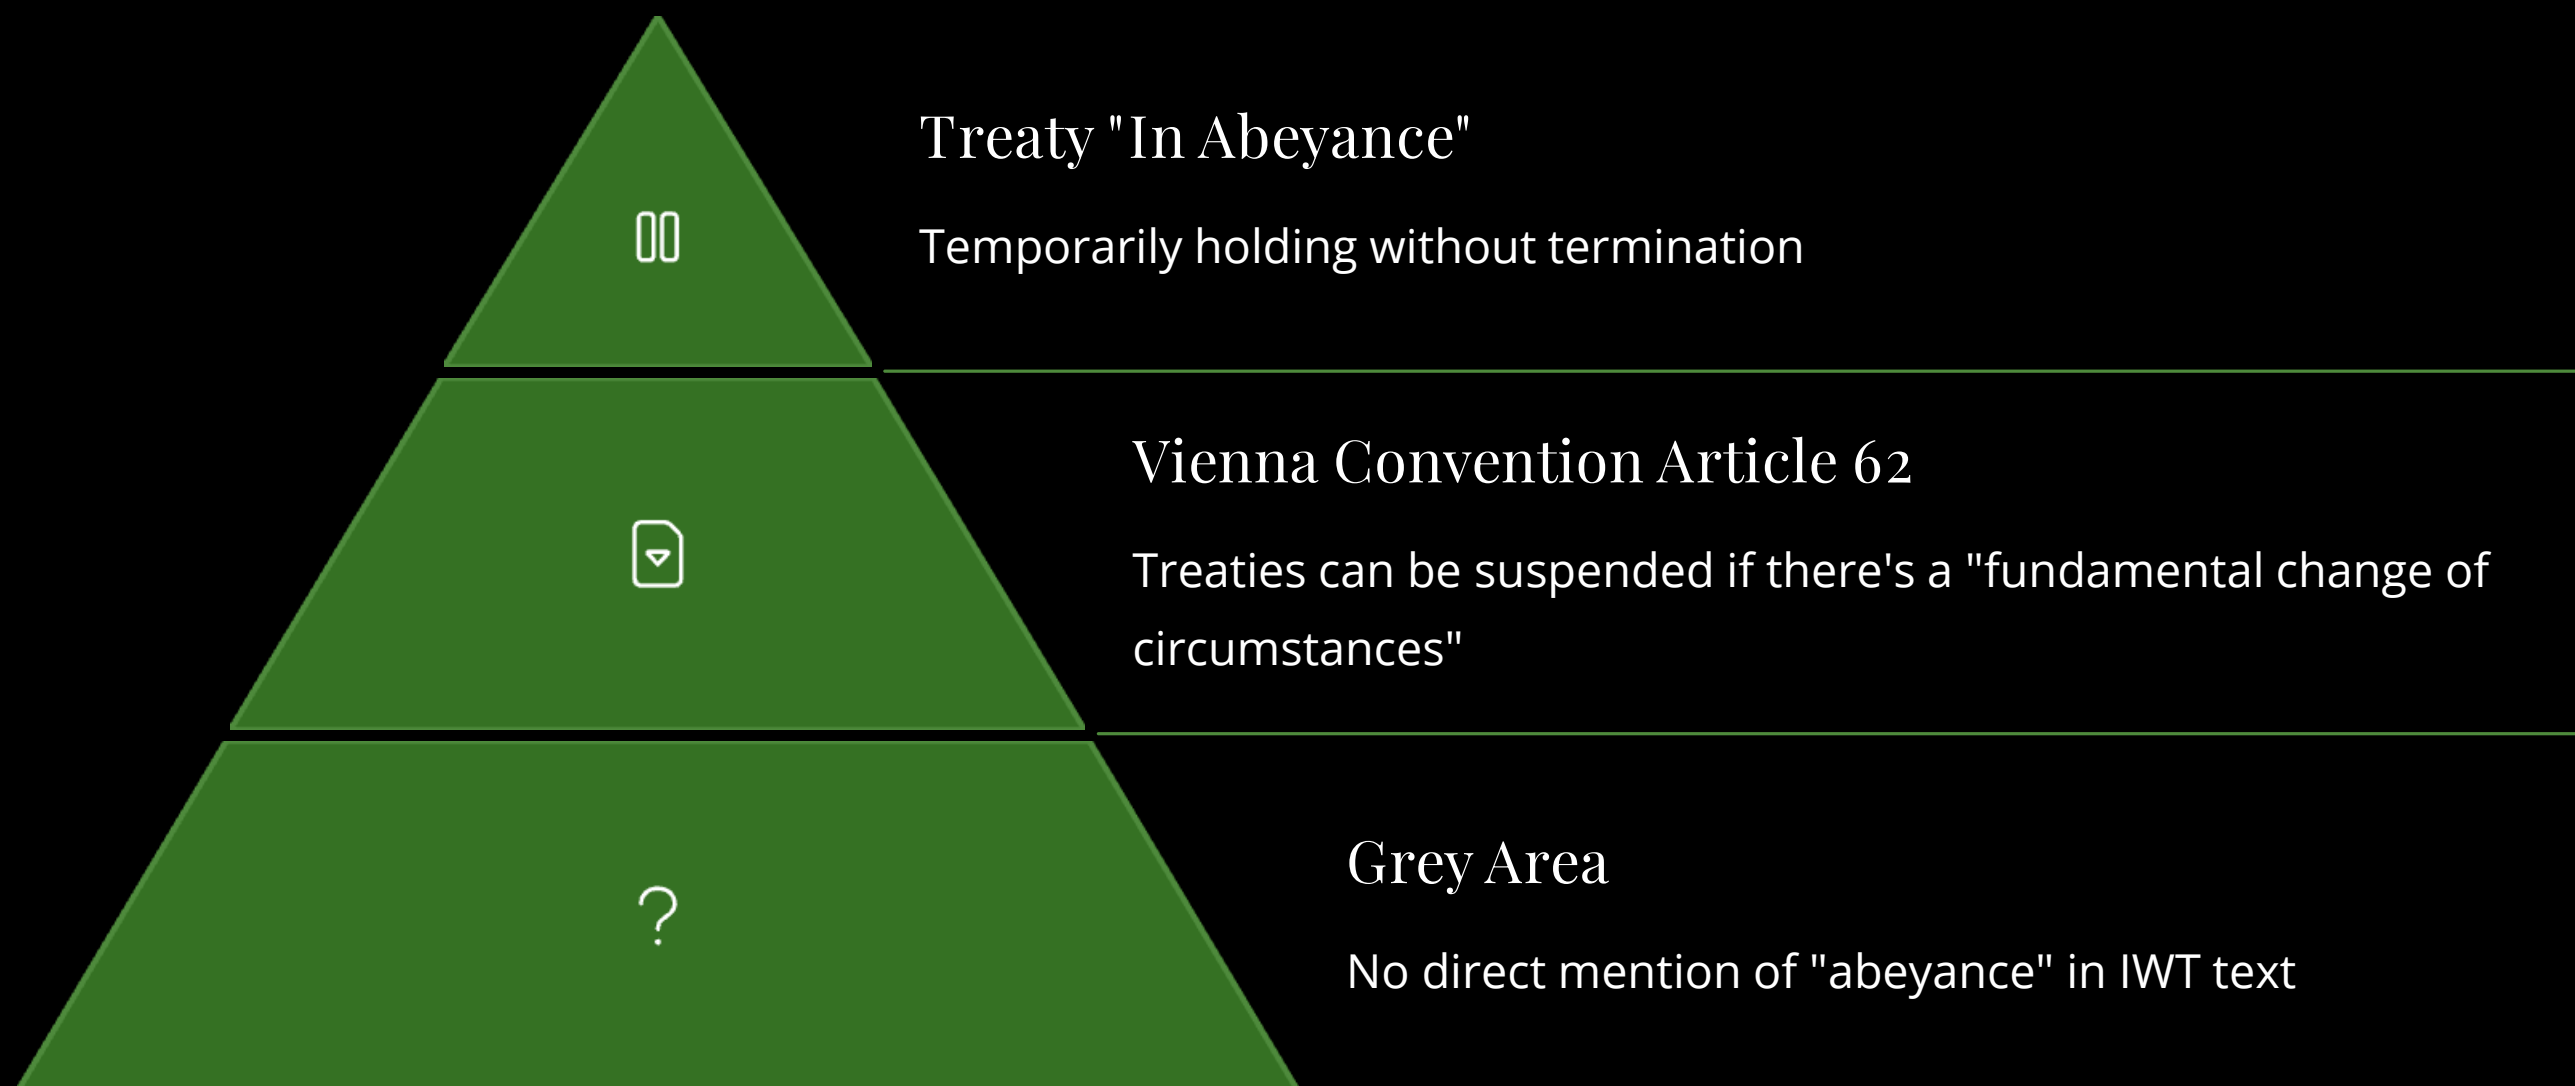 Treaty "In Abeyance"
Temporarily holding without termination
Vienna Convention Article 62
Treaties can be suspended if there's a "fundamental change of
circumstances"
?
Grey Area
No direct mention of "abeyance" in IWT text